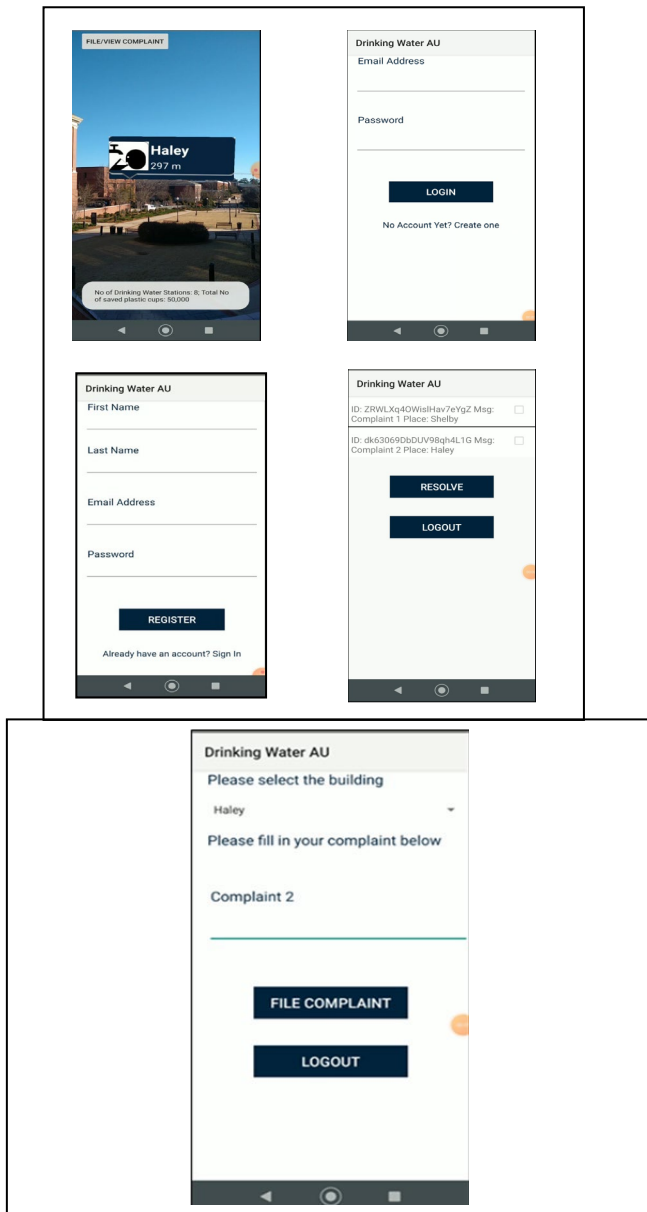 FILE/VIEW COMPLAINT
Haley
297 m
No of Drinking Water Stations: 8; Total No
of saved plastic cups: 50,000
Drinking Water AU
Email Address
Password
LOGIN
No Account Yet? Create one
Drinking Water AU
First Name
Last Name
Email Address
Password
REGISTER
Already have an account? Sign In
Drinking Water AU
ID: ZRWLXq4OWislHav7eYgZ Msg:
Complaint 1 Place: Shelby
ID: dk63069DbDUV98qh4L1G Msg:
Complaint 2 Place: Haley
RESOLVE
LOGOUT
Drinking Water AU
Please select the building
Haley
Please fill in your complaint below
Complaint 2
FILE COMPLAINT
LOGOUT